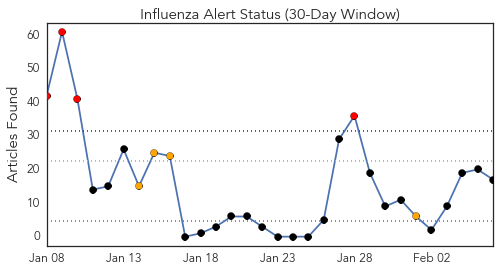 Influenza Alert Status (30-Day Window)
Articles Found
60
50
40
30
20
10
0
Jan 08 Jan 13 Jan 18 Jan 23 Jan 28 Feb 02